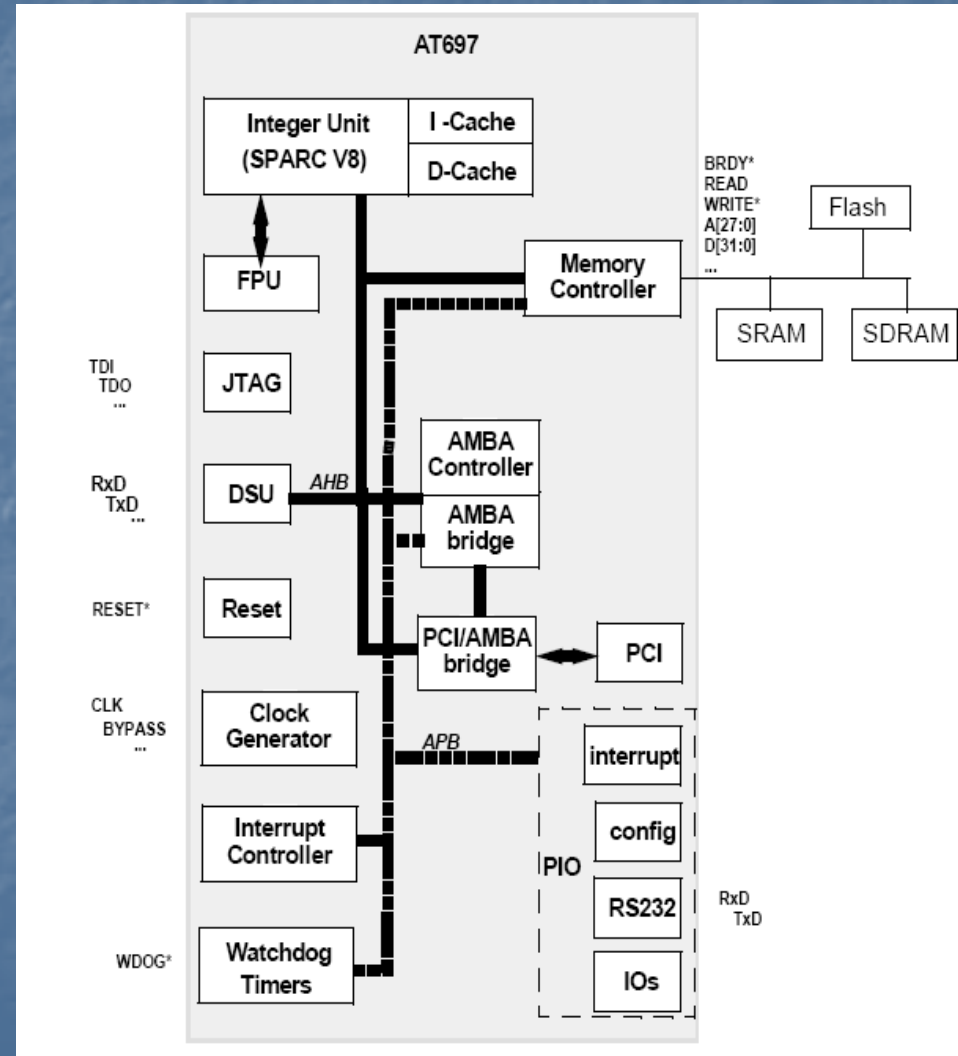 AT697
Integer Unit
(SPARC V8)
I -Cache
D-Cache
BRDY*
READ
WRITE*
A[27:0]
D[31:0]
...
Flash
FPU
Memory
Controller
SRAM
SDRAM
TDI
TDO
...
JTAG
AMBA
Controller
RxD
TxD
...
DSU
AHB
AMBA
bridge
RESET*
Reset
PCI/AMBA
bridge
PCI
CLK
BYPASS
...
Clock
Generator
APB
interrupt
Interrupt
Controller
config
PIO
RS232
RxD
TxD
WDOG*
Watchdog
Timers
IOs